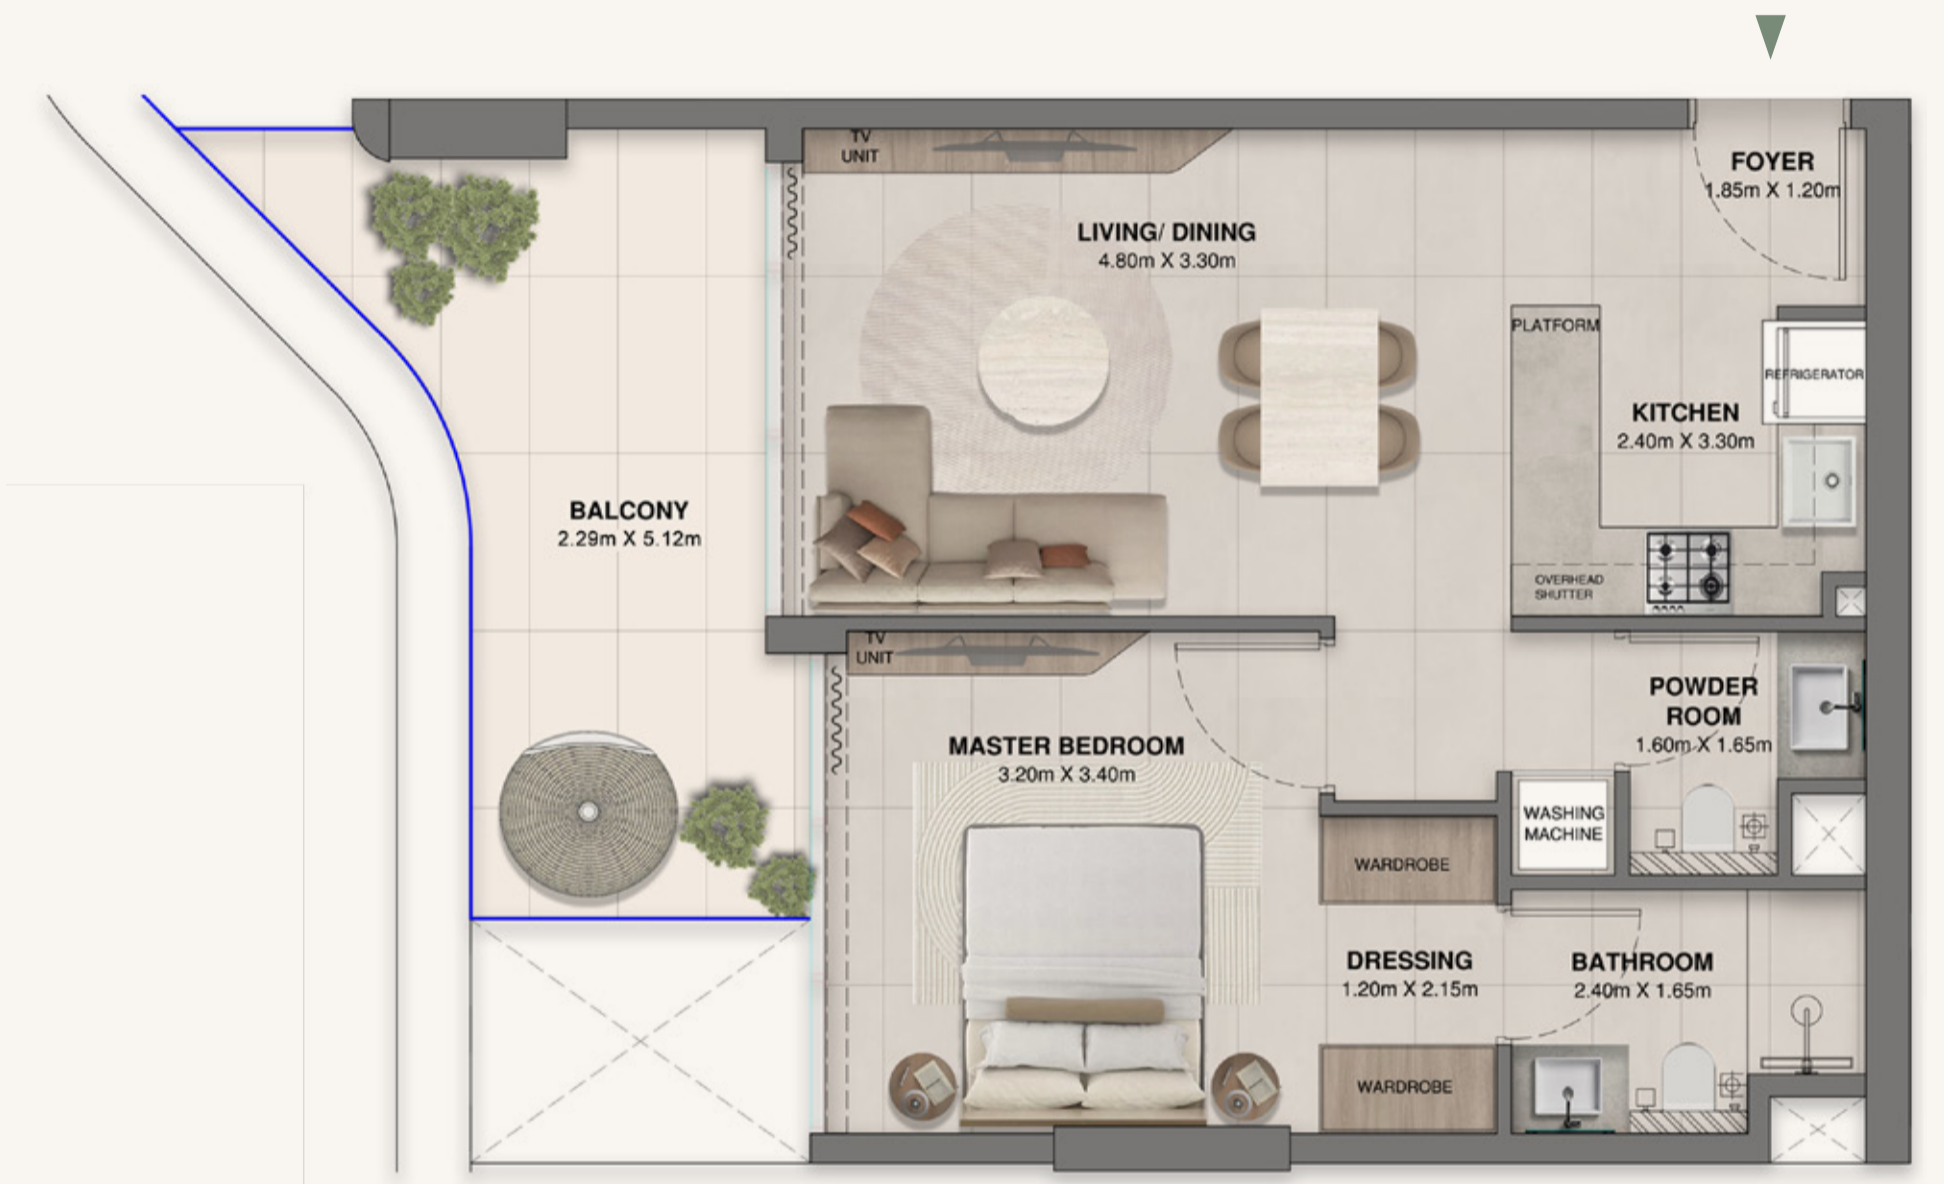 TV
UNIT
FOYER
1.85m X 1.20m
LIVING/ DINING
4.80m X 3.30m
PLATFORM
REFRIGERATOR
KITCHEN
2.40m X 3.30m
BALCONY
2.29m X 5.12m
OVERHEAD
SHUTTER
TV
UNIT
POWDER
ROOM
1.60m X 1.65m
MASTER BEDROOM
3.20m X 3.40m
WASHING
MACHINE
WARDROBE
DRESSING
1.20m X 2.15m
BATHROOM
2.40m X 1.65m
WARDROBE